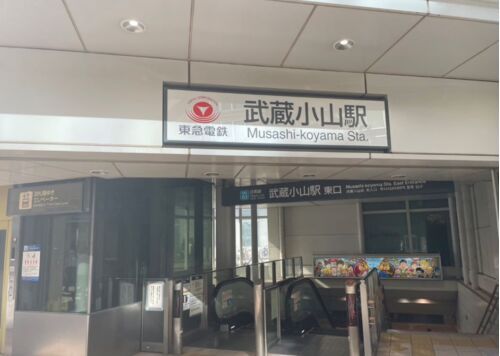 武蔵小山駅
東急電鉄
Musashi-koyama Sta.
武蔵小山駅 東口
Musashi-koyama Sta. East Entrance
エレベーター